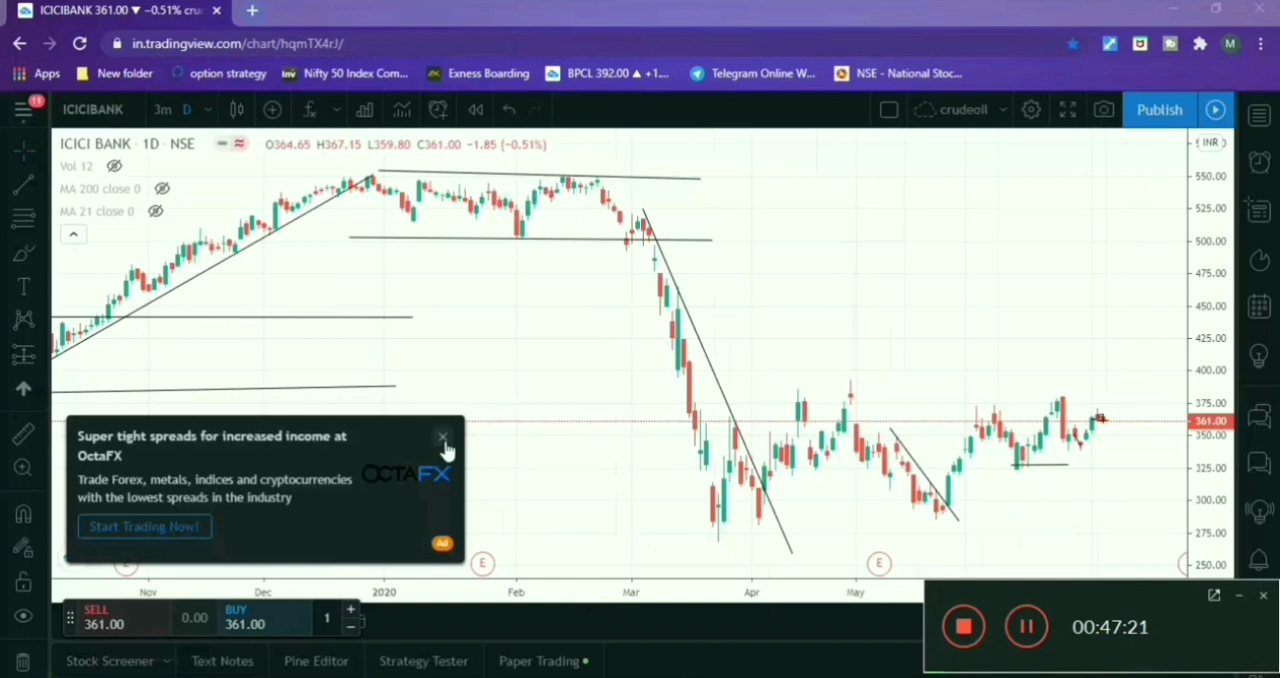 ICICIBANK 361.00 ▼ −0.51% cru
in.tradingview.com/chart/hqmTX4rJ/
M
Apps
New folder
option strategy
Nifty 50 Index Com...
Exness Boarding
BPCL 392.00 ▲ +1....
Telegram Online W...
NSE - National Stoc...
11
ICICIBANK
3m
D
crudeoil
Publish
ICICI BANK · 1D · NSE
O364.65 H367.15 L359.80 C361.00 −1.85 (−0.51%)
INR
Vol 12
MA 200 close 0
MA 21 close 0
550.00
525.00
500.00
475.00
450.00
425.00
400.00
375.00
361.00
350.00
325.00
300.00
275.00
250.00
Super tight spreads for increased income at
OctaFX
Trade Forex, metals, indices and cryptocurrencies
with the lowest spreads in the industry
OCTAFX
Start Trading Now!
Ad
E
E
E
Nov
Dec
2020
Feb
Mar
Apr
May
SELL
361.00
0.00
BUY
361.00
1
00:47:21
Stock Screener
Text Notes
Pine Editor
Strategy Tester
Paper Trading